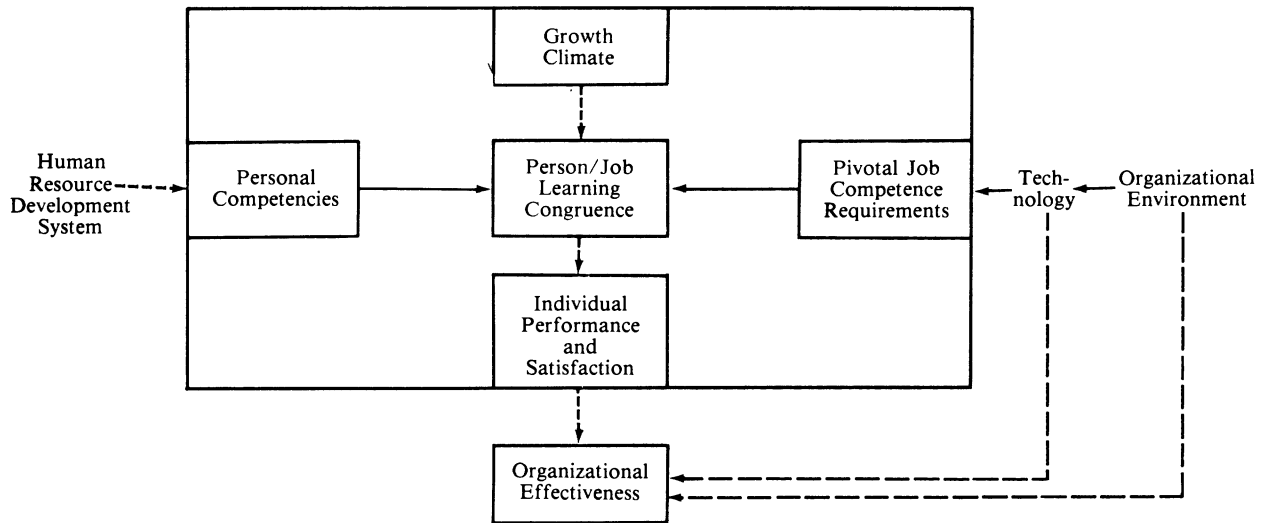 Growth
Climate
Human
Resource
Development
System
Personal
Competencies
Person/Job
Learning
Congruence
Pivotal Job
Competence
Requirements
Tech-
nology
Organizational
Environment
Individual
Performance
and
Satisfaction
Organizational
Effectiveness